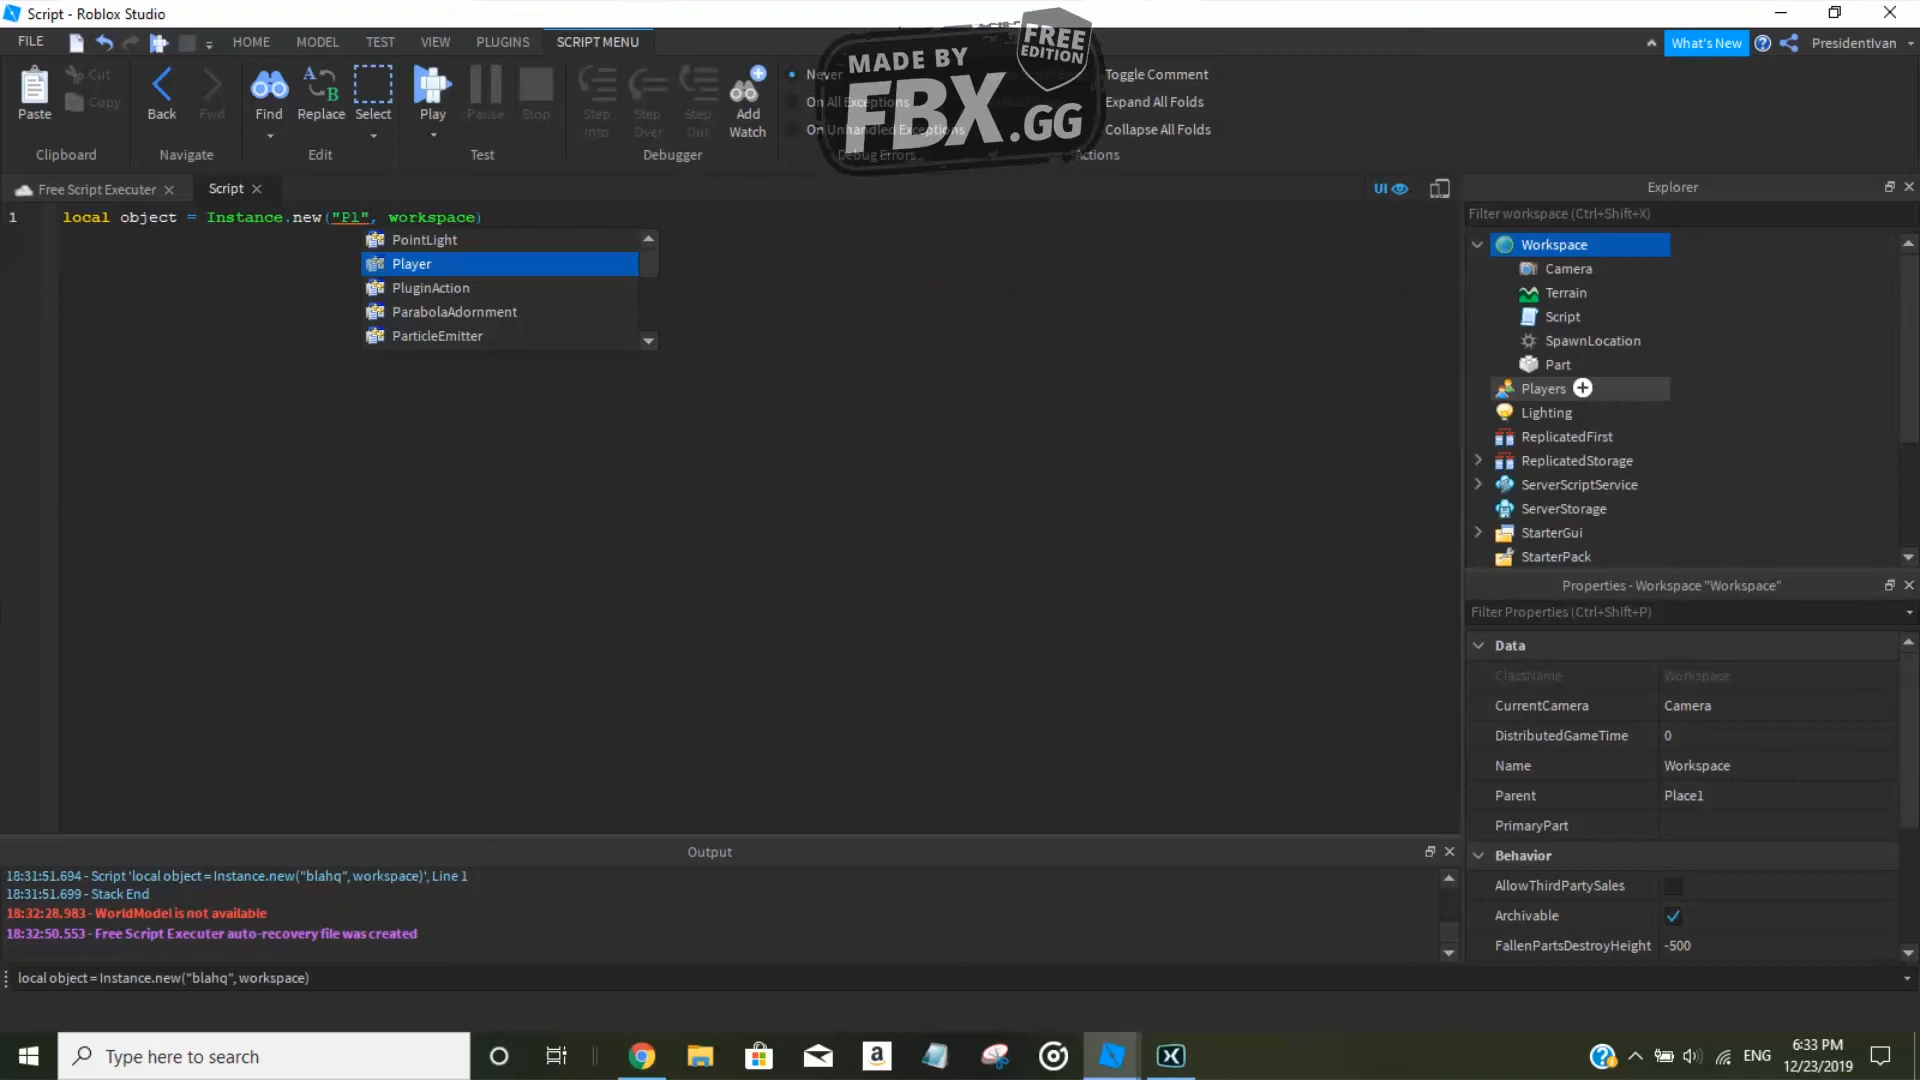 Script - Roblox Studio
FILE HOME MODEL TEST VIEW PLUGINS SCRIPT MENU What's New PresidentIvan
MADE BY
FBX.GG
FREE
EDITION
Paste Cut Copy Back Fwd Find Replace Select Play Pause Stop Step Into Step Over Step Out Add Watch
Never
On All Exceptions
On Unhandled Exceptions
Toggle Comment
Expand All Folds
Collapse All Folds
Clipboard Navigate Edit Test Debugger Debug Errors Actions
Free Script Executer Script UI
1 local object = Instance.new("Pl", workspace)
PointLight
Player
PluginAction
ParabolaAdornment
ParticleEmitter
Explorer
Filter workspace (Ctrl+Shift+X)
Workspace
Camera
Terrain
Script
SpawnLocation
Part
Players
Lighting
ReplicatedFirst
ReplicatedStorage
ServerScriptService
ServerStorage
StarterGui
StarterPack
Properties - Workspace "Workspace"
Filter Properties (Ctrl+Shift+P)
Data
ClassName Workspace
CurrentCamera Camera
DistributedGameTime 0
Name Workspace
Parent Place1
PrimaryPart
Behavior
AllowThirdPartySales
Archivable
FallenPartsDestroyHeight -500
Output
18:31:51.694 - Script 'local object = Instance.new("blahq", workspace)', Line 1
18:31:51.699 - Stack End
18:32:28.983 - WorldModel is not available
18:32:50.553 - Free Script Executer auto-recovery file was created
local object = Instance.new("blahq", workspace)
Type here to search
ENG
6:33 PM
12/23/2019